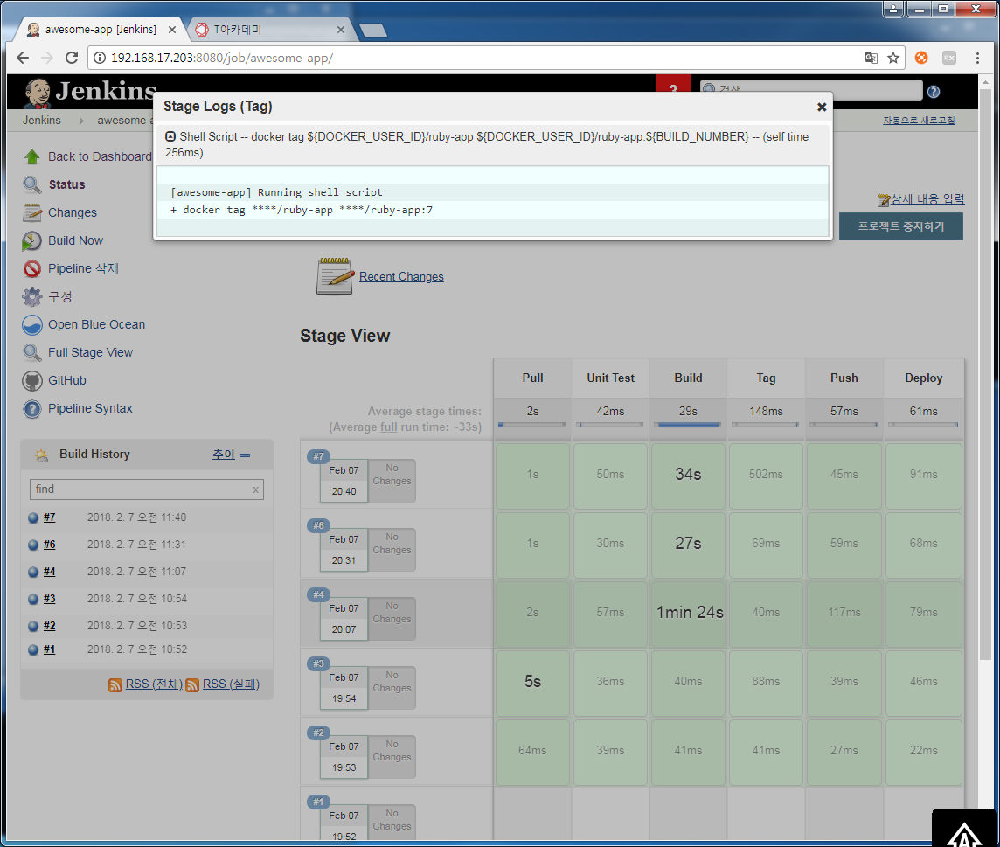 awesome-app [Jenkins]
T아카데미
192.168.17.203:8080/job/awesome-app/
Jenkins
검색
Jenkins
자동으로 새로고침
Stage Logs (Tag)
Shell Script -- docker tag ${DOCKER_USER_ID}/ruby-app ${DOCKER_USER_ID}/ruby-app:${BUILD_NUMBER} -- (self time
256ms)
[awesome-app] Running shell script
+ docker tag ****/ruby-app ****/ruby-app:7
Back to Dashboard
Status
Changes
Build Now
Pipeline 삭제
구성
Open Blue Ocean
Full Stage View
GitHub
Pipeline Syntax
상세 내용 입력
프로젝트 중지하기
Recent Changes
Build History
추이
find x
#7 2018. 2. 7 오전 11:40
#6 2018. 2. 7 오전 11:31
#4 2018. 2. 7 오전 11:07
#3 2018. 2. 7 오전 10:54
#2 2018. 2. 7 오전 10:53
#1 2018. 2. 7 오전 10:52
RSS (전체) RSS (실패)
Stage View
Pull Unit Test Build Tag Push Deploy
Average stage times:
(Average full run time: ~33s)
2s 42ms 29s 148ms 57ms 61ms
#7
Feb 07
20:40
No
Changes
1s 50ms 34s 502ms 45ms 91ms
#6
Feb 07
20:31
No
Changes
1s 30ms 27s 69ms 59ms 68ms
#4
Feb 07
20:07
No
Changes
2s 57ms 1min 24s 40ms 117ms 79ms
#3
Feb 07
19:54
No
Changes
5s 36ms 40ms 88ms 39ms 46ms
#2
Feb 07
19:53
No
Changes
64ms 39ms 41ms 41ms 27ms 22ms
#1
Feb 07
19:52
No
Changes